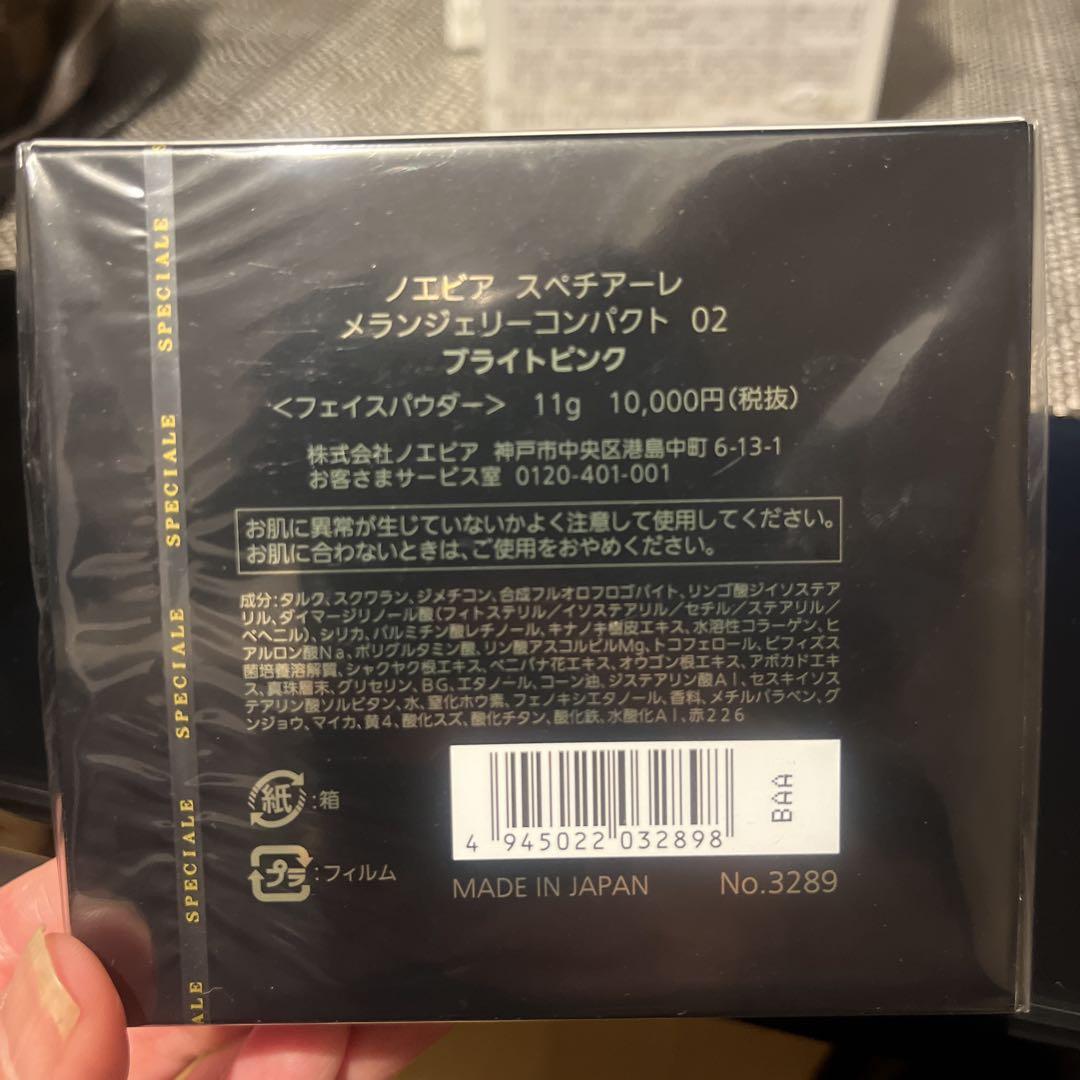 SPECIALE SPECIALE SPECIALE SPECIALE SPECIALE
ノエビア スペチアーレ
メランジェリーコンパクト 02
ブライトピンク
＜フェイスパウダー＞ 11g 10,000円(税抜)
株式会社ノエビア 神戸市中央区港島中町 6-13-1
お客さまサービス室 0120-401-001
お肌に異常が生じていないかよく注意して使用してください。
お肌に合わないときは、ご使用をおやめください。
成分:タルク、スクワラン、ジメチコン、合成フルオロフロゴパイト、リンゴ酸ジイソステア
リル、ダイマージリノール酸(フィトステリル/イソステアリル/セチル/ステアリル/
ベヘニル)、シリカ、パルミチン酸レチノール、キナノキ樹皮エキス、水溶性コラーゲン、ヒ
アルロン酸Na、ポリグルタミン酸、リン酸アスコルビルMg、トコフェロール、ビフィズス
菌培養溶解質、シャクヤク根エキス、ベニバナ花エキス、オウゴン根エキス、アボカドエキ
ス、真珠層末、グリセリン、BG、エタノール、コーン油、ジステアリン酸Al、セスキイソス
テアリン酸ソルビタン、水、窒化ホウ素、フェノキシエタノール、香料、メチルパラベン、グ
ンジョウ、マイカ、黄4、酸化スズ、酸化チタン、酸化鉄、水酸化Al、赤226
紙:箱
プラ:フィルム
4 945022 032898
BAA
MADE IN JAPAN No.3289